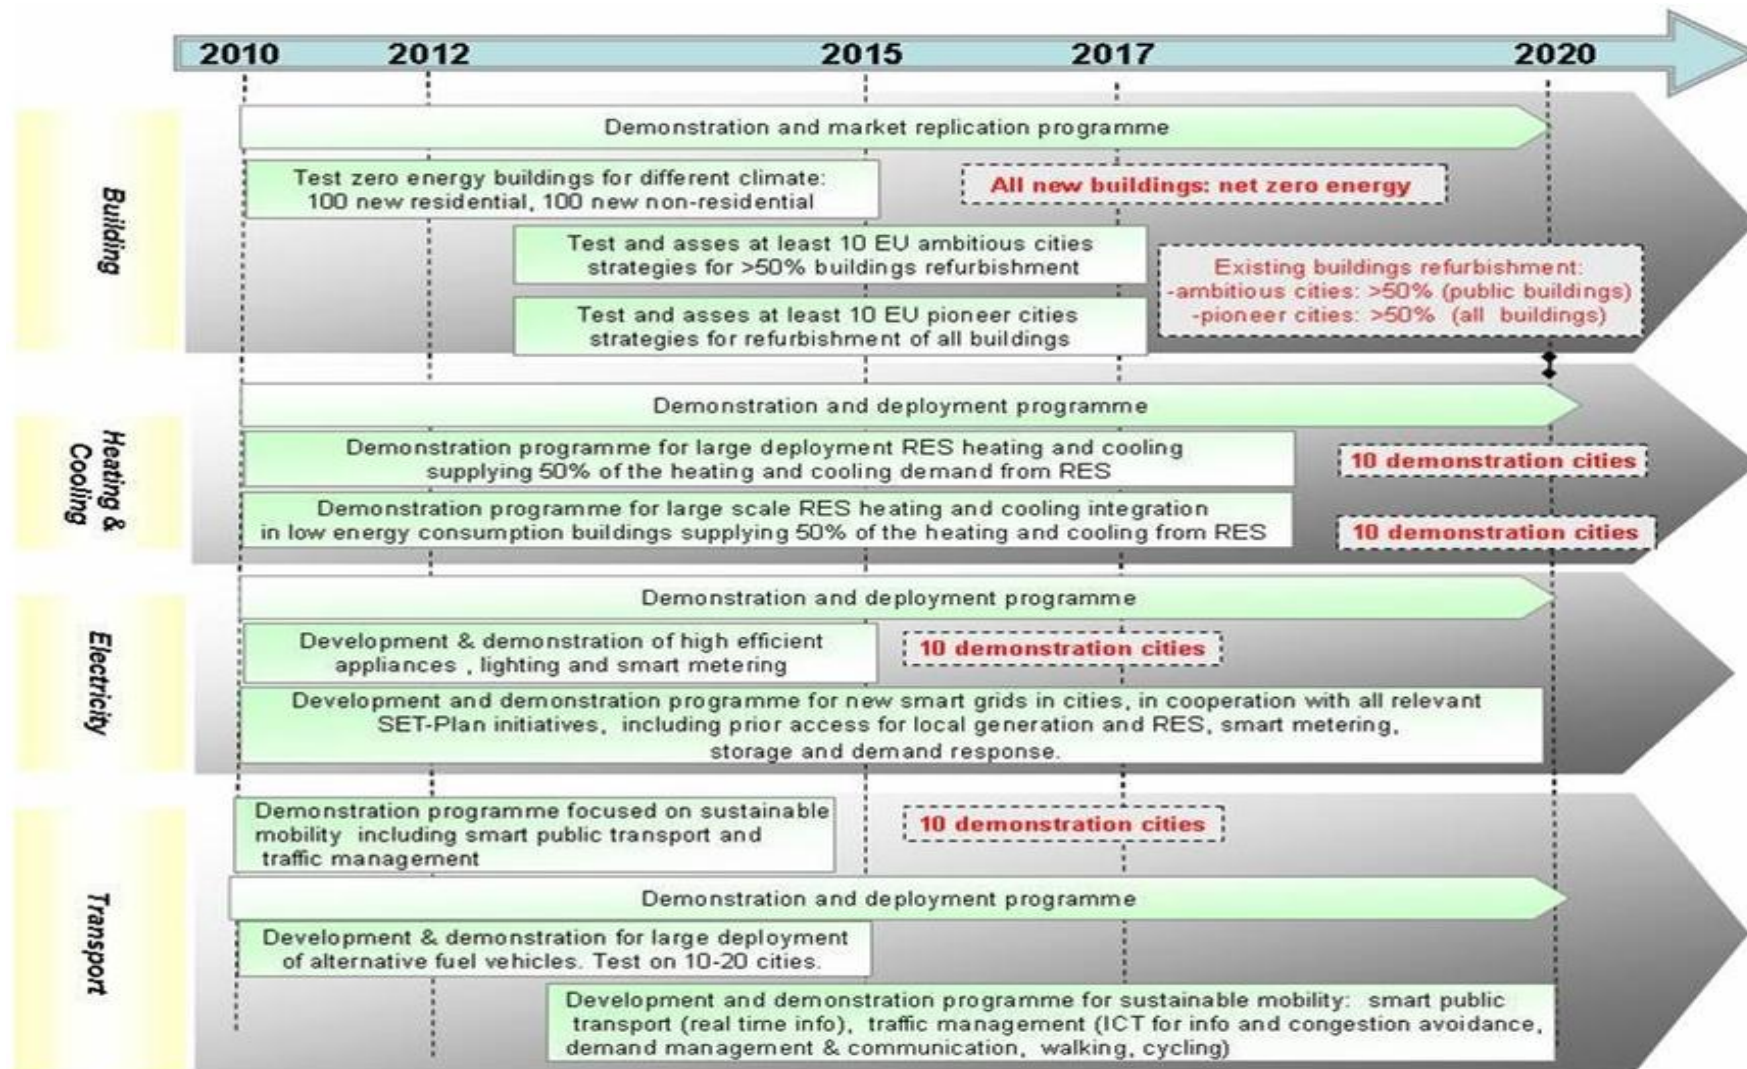 2010 2012 2015 2017 2020
Building
Demonstration and market replication programme
Test zero energy buildings for different climate:
100 new residential, 100 new non-residential
All new buildings: net zero energy
Test and asses at least 10 EU ambitious cities
strategies for >50% buildings refurbishment
Existing buildings refurbishment:
-ambitious cities: >50% (public buildings)
-pioneer cities: >50% (all buildings)
Test and asses at least 10 EU pioneer cities
strategies for refurbishment of all buildings
Heating &
Cooling
Demonstration and deployment programme
Demonstration programme for large deployment RES heating and cooling
supplying 50% of the heating and cooling demand from RES
10 demonstration cities
Demonstration programme for large scale RES heating and cooling integration
in low energy consumption buildings supplying 50% of the heating and cooling from RES
10 demonstration cities
Electricity
Demonstration and deployment programme
Development & demonstration of high efficient
appliances , lighting and smart metering
10 demonstration cities
Development and demonstration programme for new smart grids in cities, in cooperation with all relevant
SET-Plan initiatives, including prior access for local generation and RES, smart metering,
storage and demand response.
Transport
Demonstration programme focused on sustainable
mobility including smart public transport and
traffic management
10 demonstration cities
Demonstration and deployment programme
Development & demonstration for large deployment
of alternative fuel vehicles. Test on 10-20 cities.
Development and demonstration programme for sustainable mobility: smart public
transport (real time info), traffic management (ICT for info and congestion avoidance,
demand management & communication, walking, cycling)